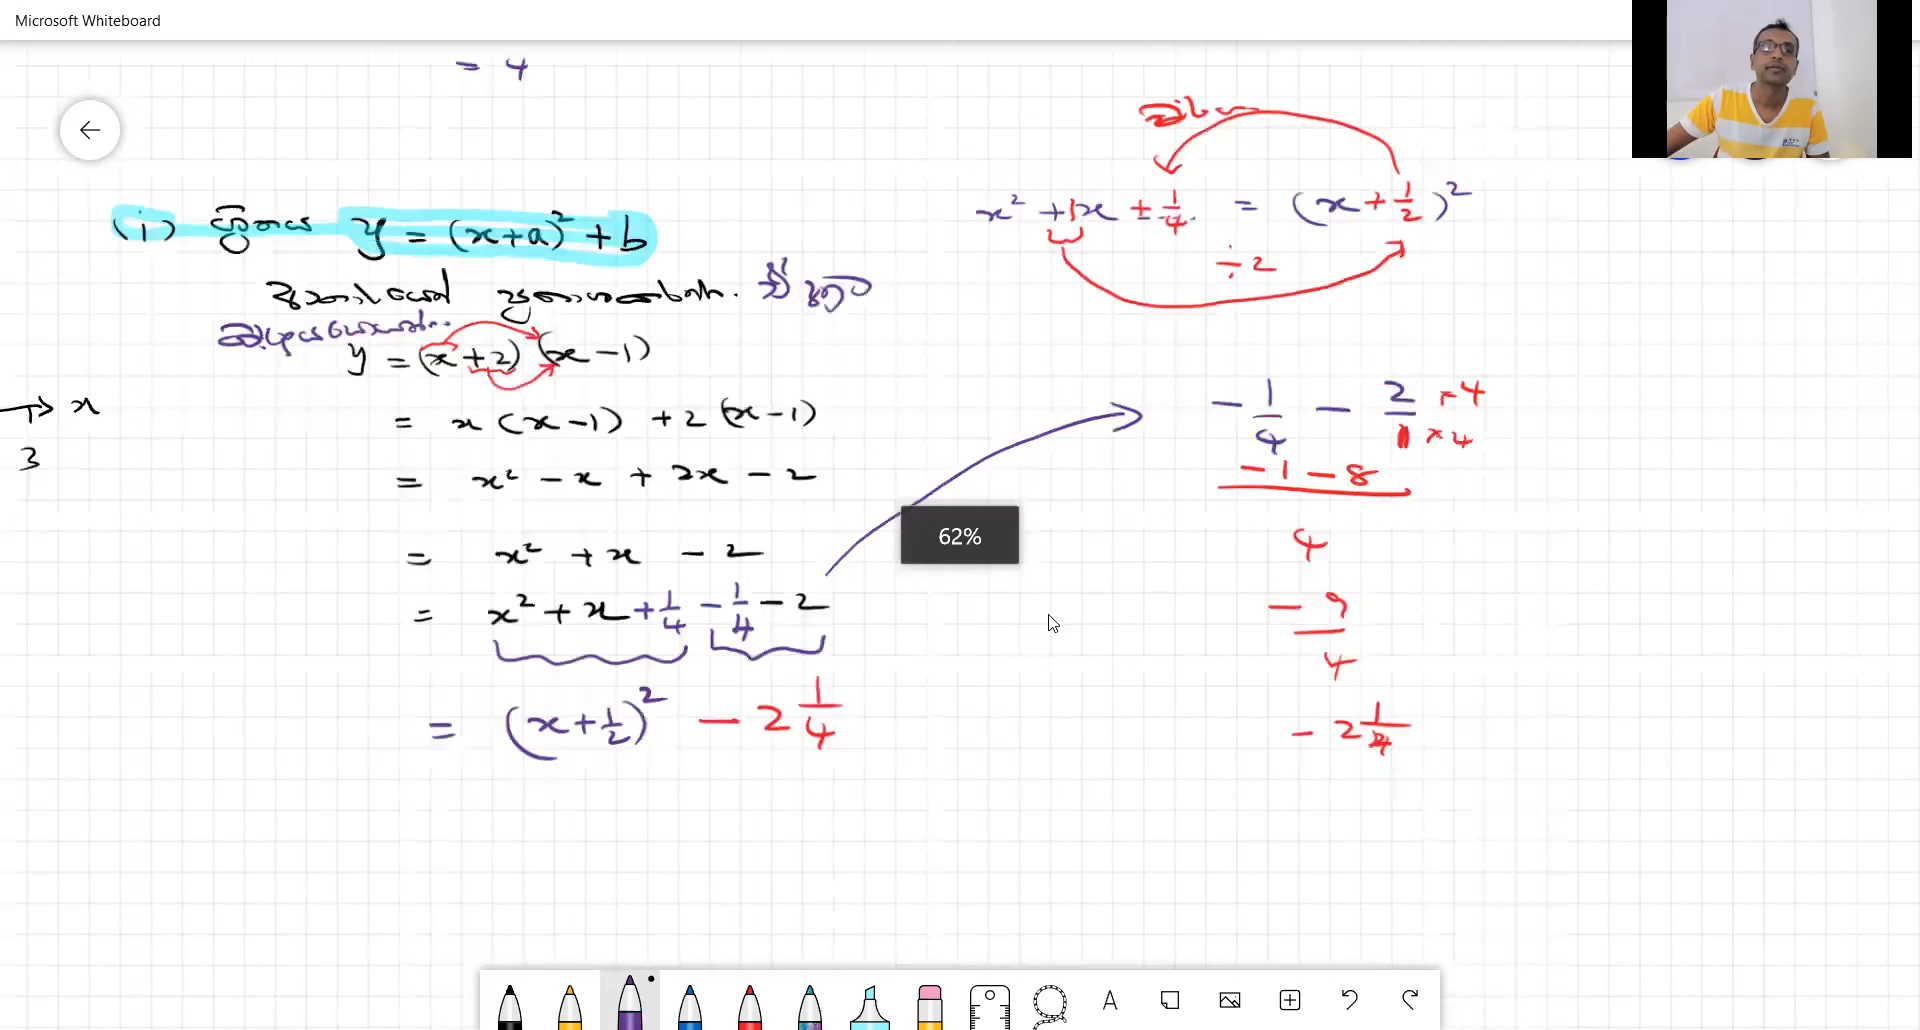 Microsoft Whiteboard
= 4
(i) ශ්‍රිතය y = (x+a)² + b
y = (x+2)(x−1)
= x(x−1) + 2(x−1)
= x² − x + 2x − 2
= x² + x − 2
= x² + x + 1/4 − 1/4 − 2
= (x + 1/2)² − 2 1/4
x
3
x² + 1x + 1/4 = (x + 1/2)²
÷ 2
− 1/4 − 2/1 ×4 ×4
−1 − 8
4
− 9/4
− 2 1/4
62%